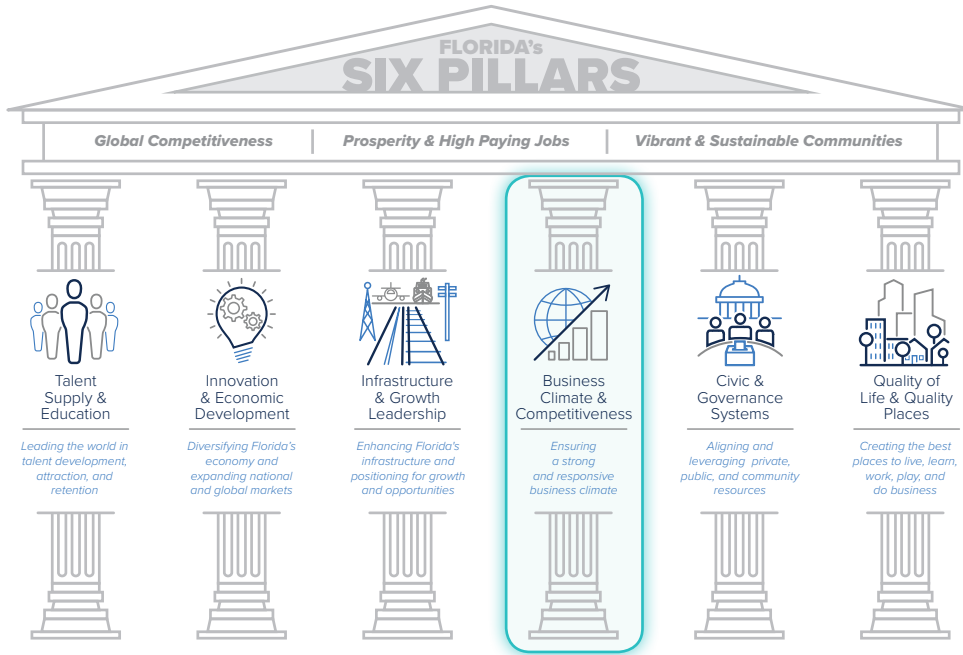 FLORIDA's
SIX PILLARS
Global Competitiveness | Prosperity & High Paying Jobs | Vibrant & Sustainable Communities
Talent
Supply &
Education
Leading the world in
talent development,
attraction, and
retention
Innovation
& Economic
Development
Diversifying Florida's
economy and
expanding national
and global markets
Infrastructure
& Growth
Leadership
Enhancing Florida's
infrastructure and
positioning for growth
and opportunities
Business
Climate &
Competitiveness
Ensuring
a strong
and responsive
business climate
Civic &
Governance
Systems
Aligning and
leveraging private,
public, and community
resources
Quality of
Life & Quality
Places
Creating the best
places to live, learn,
work, play, and
do business